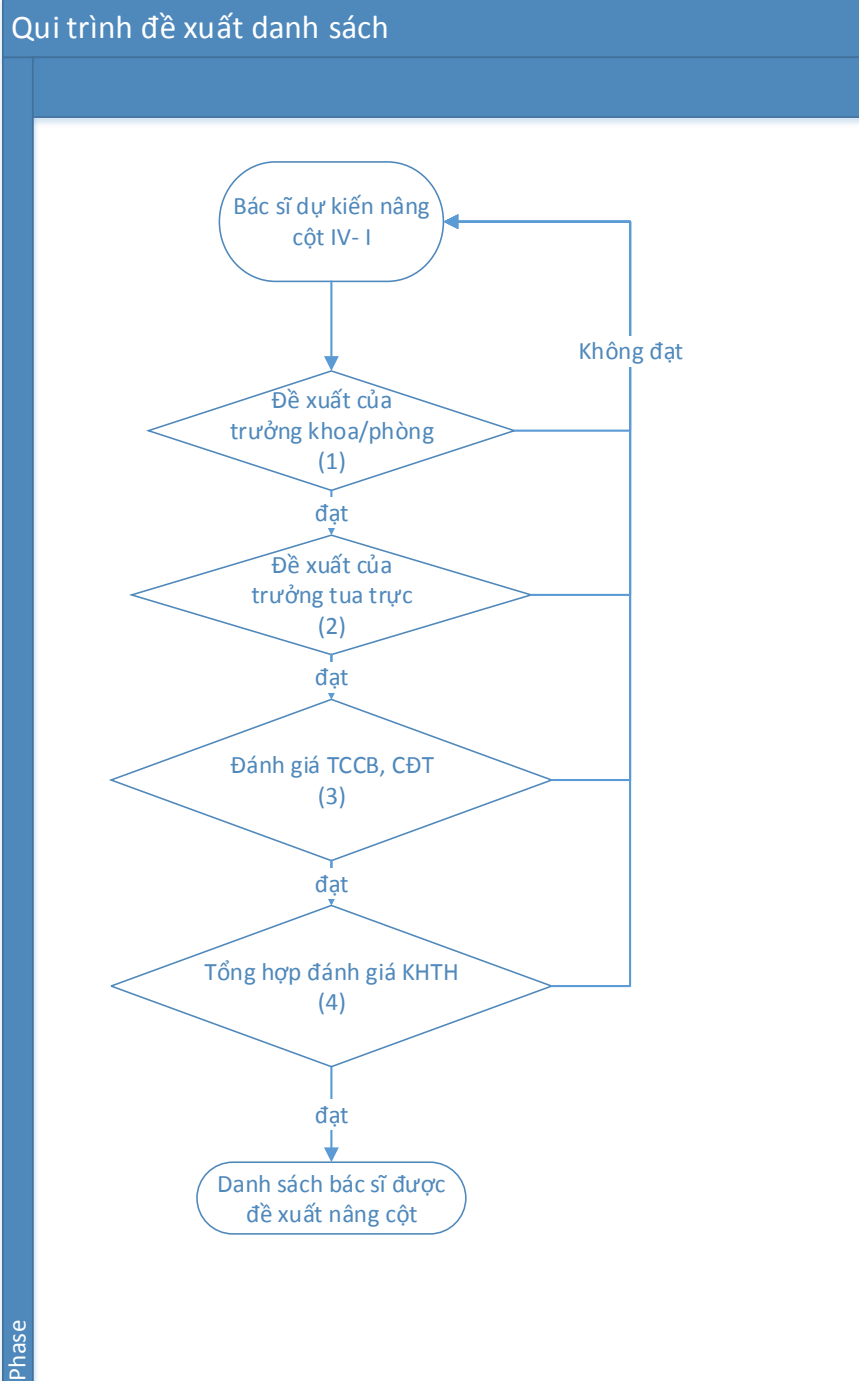 Qui trình đề xuất danh sách
Bác sĩ dự kiến nâng
cột IV- I
Không đạt
Đề xuất của
trưởng khoa/phòng
(1)
đạt
Đề xuất của
trưởng tua trực
(2)
đạt
Đánh giá TCCB, CĐT
(3)
đạt
Tổng hợp đánh giá KHTH
(4)
đạt
Danh sách bác sĩ được
đề xuất nâng cột
Phase